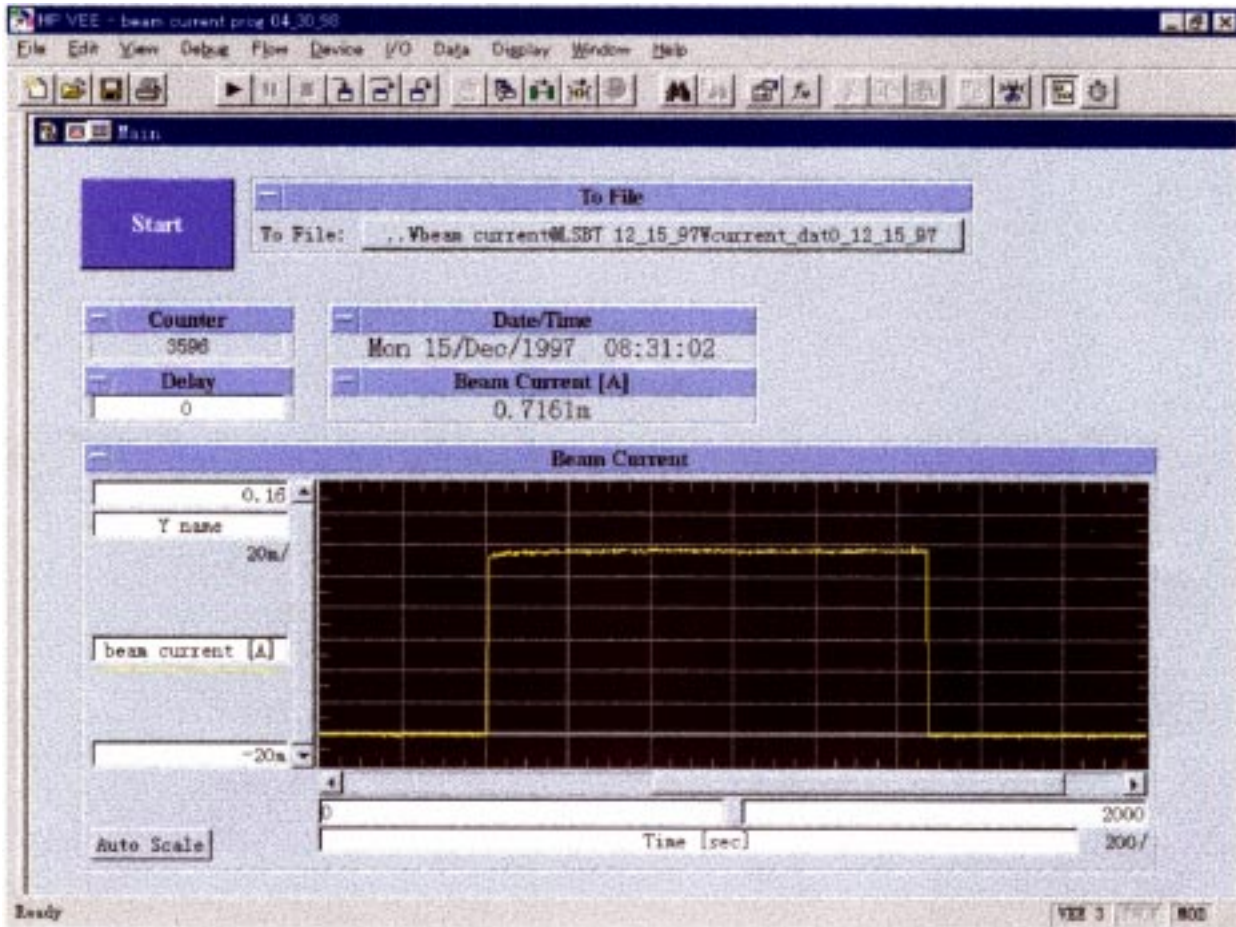 HP VEE - beam current prog 04_30_98
File Edit View Debug Flow Device I/O Data Display Window Help
Main
Start
To File
To File: ..¥beam current@LSBT 12_15_97¥current_dat0_12_15_97
Counter
3596
Date/Time
Mon 15/Dec/1997 08:31:02
Delay
0
Beam Current [A]
0.7161m
Beam Current
0.16
Y name
20m/
beam current [A]
-20m
0
2000
Auto Scale
Time [sec]
200/
Ready
VEE 3
MOD